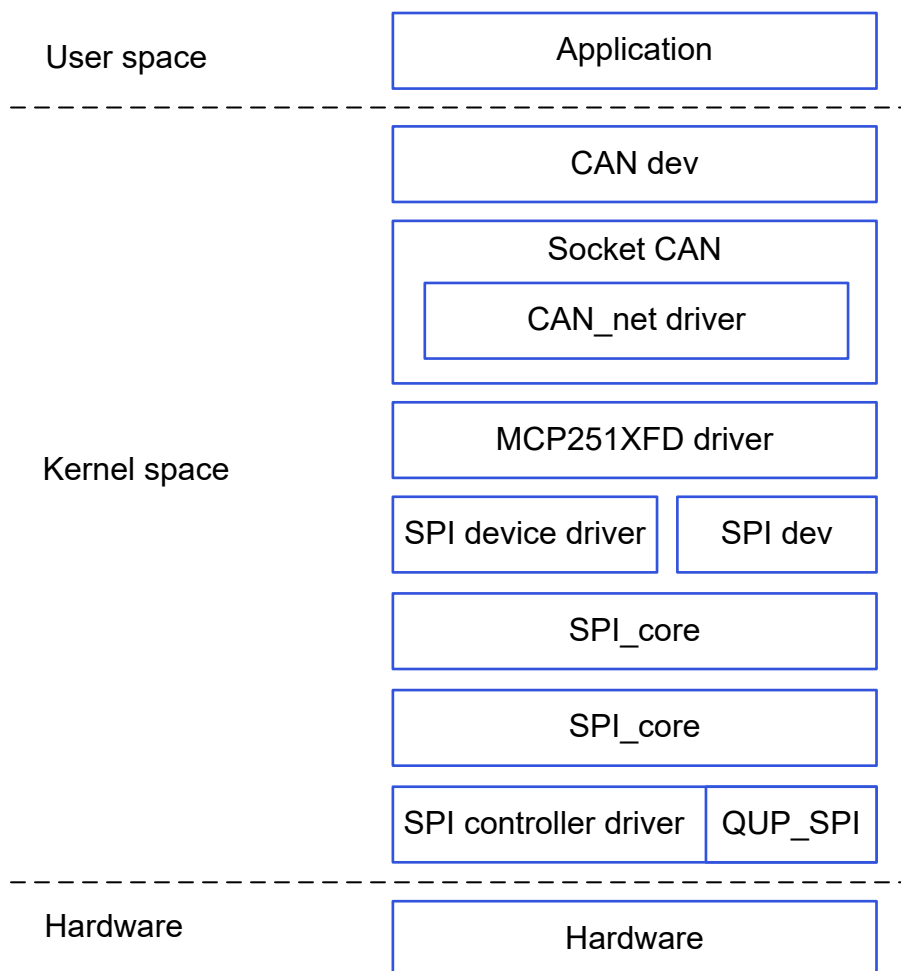 User space
Application
CAN dev
Socket CAN
CAN_net driver
Kernel space
MCP251XFD driver
SPI device driver
SPI dev
SPI_core
SPI_core
SPI controller driver
QUP_SPI
Hardware
Hardware